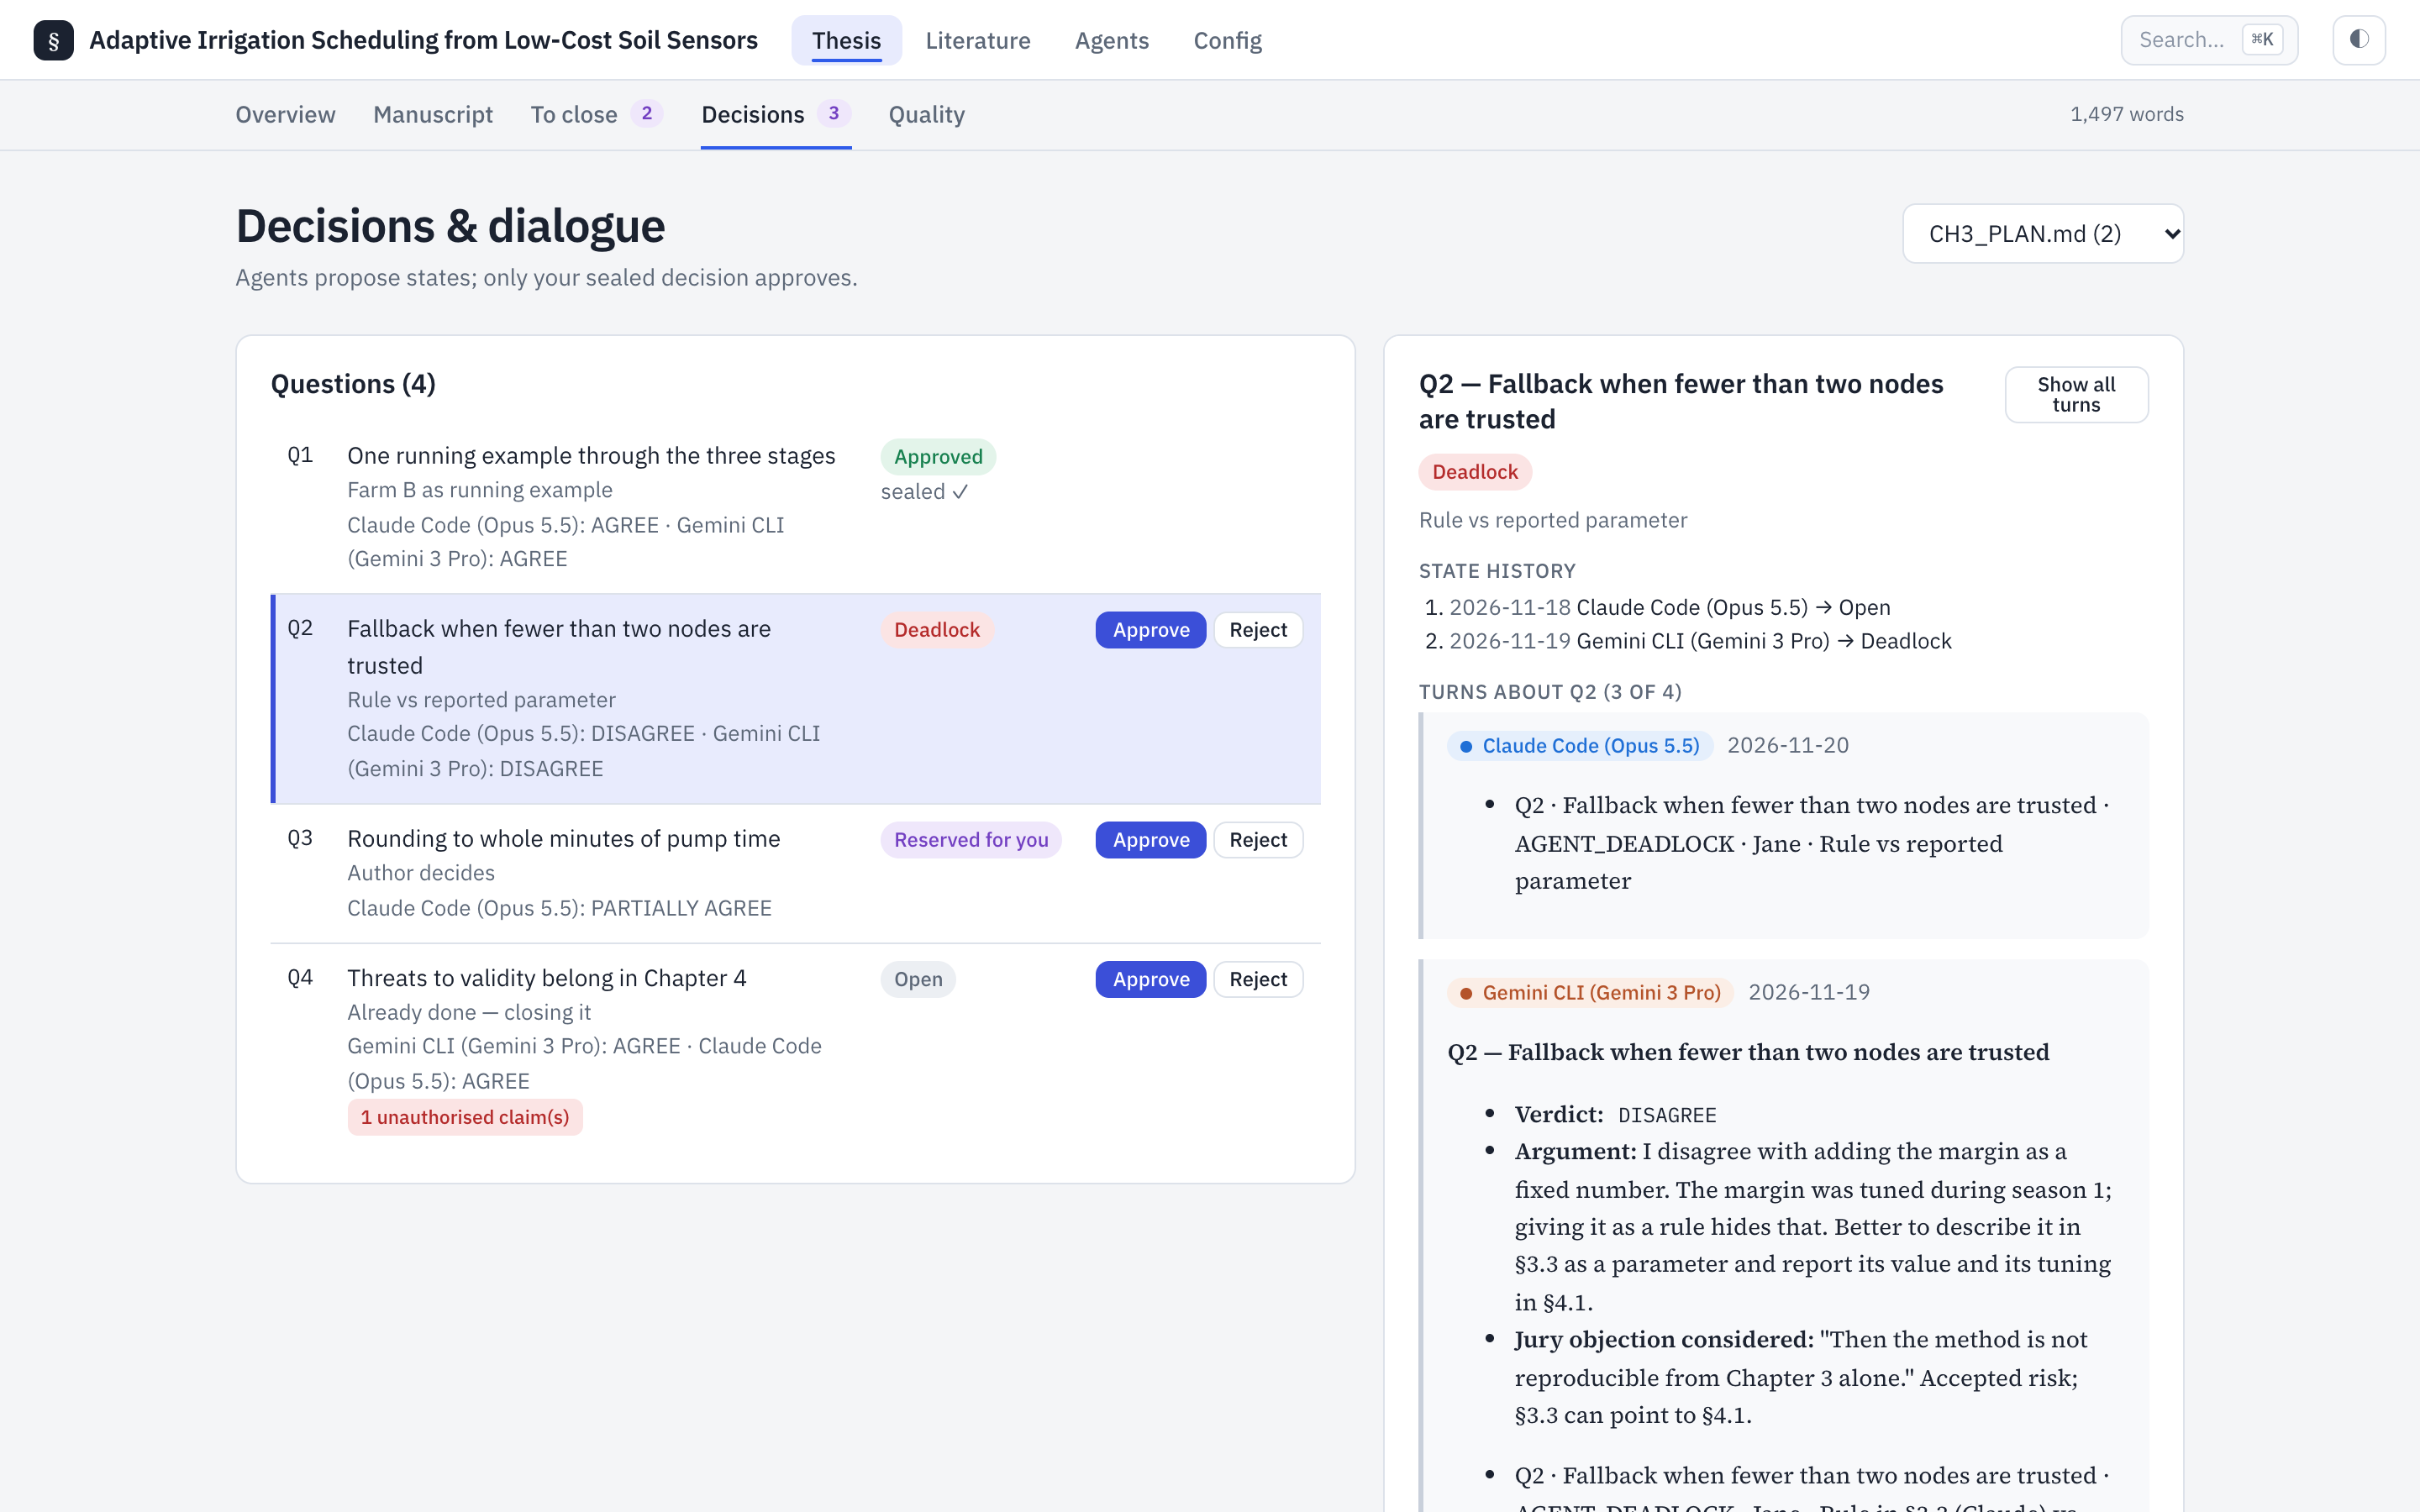 § Adaptive Irrigation Scheduling from Low-Cost Soil Sensors Thesis Literature Agents Config Search... ⌘K
Overview Manuscript To close 2 Decisions 3 Quality 1,497 words
Decisions & dialogue
CH3_PLAN.md (2)
Agents propose states; only your sealed decision approves.
Questions (4)
Q1 One running example through the three stages Approved
Farm B as running example sealed ✓
Claude Code (Opus 5.5): AGREE · Gemini CLI
(Gemini 3 Pro): AGREE
Q2 Fallback when fewer than two nodes are Deadlock Approve Reject
trusted
Rule vs reported parameter
Claude Code (Opus 5.5): DISAGREE · Gemini CLI
(Gemini 3 Pro): DISAGREE
Q3 Rounding to whole minutes of pump time Reserved for you Approve Reject
Author decides
Claude Code (Opus 5.5): PARTIALLY AGREE
Q4 Threats to validity belong in Chapter 4 Open Approve Reject
Already done — closing it
Gemini CLI (Gemini 3 Pro): AGREE · Claude Code
(Opus 5.5): AGREE
1 unauthorised claim(s)
Q2 — Fallback when fewer than two nodes
are trusted
Show all
turns
Deadlock
Rule vs reported parameter
STATE HISTORY
1. 2026-11-18 Claude Code (Opus 5.5) → Open
2. 2026-11-19 Gemini CLI (Gemini 3 Pro) → Deadlock
TURNS ABOUT Q2 (3 OF 4)
Claude Code (Opus 5.5) 2026-11-20
• Q2 · Fallback when fewer than two nodes are trusted ·
AGENT_DEADLOCK · Jane · Rule vs reported
parameter
Gemini CLI (Gemini 3 Pro) 2026-11-19
Q2 — Fallback when fewer than two nodes are trusted
• Verdict: DISAGREE
• Argument: I disagree with adding the margin as a
fixed number. The margin was tuned during season 1;
giving it as a rule hides that. Better to describe it in
§3.3 as a parameter and report its value and its tuning
in §4.1.
• Jury objection considered: "Then the method is not
reproducible from Chapter 3 alone." Accepted risk;
§3.3 can point to §4.1.
• Q2 · Fallback when fewer than two nodes are trusted ·
AGENT_DEADLOCK · Jane · Rule in §3.3 (Claude) vs